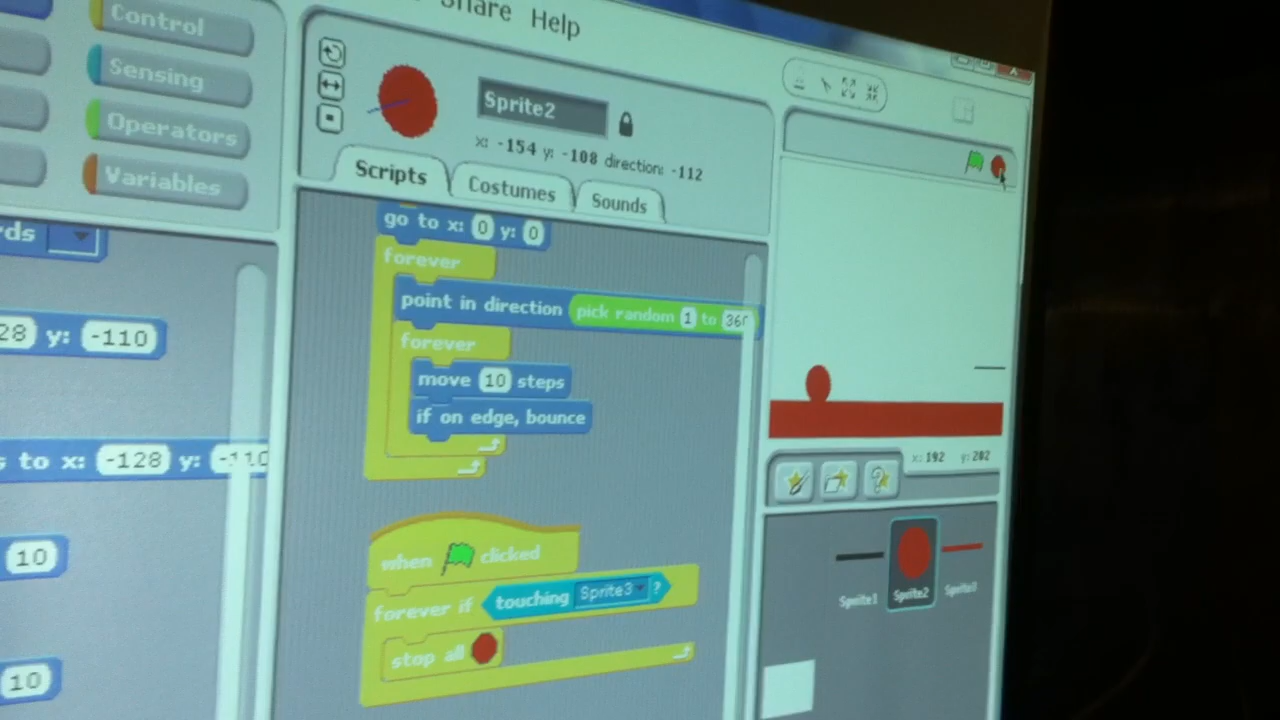 Share Help
Control
Sensing
Operators
Variables
Sprite2
x: -154 y: -108 direction: -112
Scripts Costumes Sounds
go to x: 0 y: 0
forever
point in direction pick random 1 to 360
forever
move 10 steps
if on edge, bounce
when clicked
forever if touching Sprite3 ?
stop all
y: -110
to x: -128 y: -110
10
10
x: 192 y: 202
Sprite1 Sprite2 Sprite3